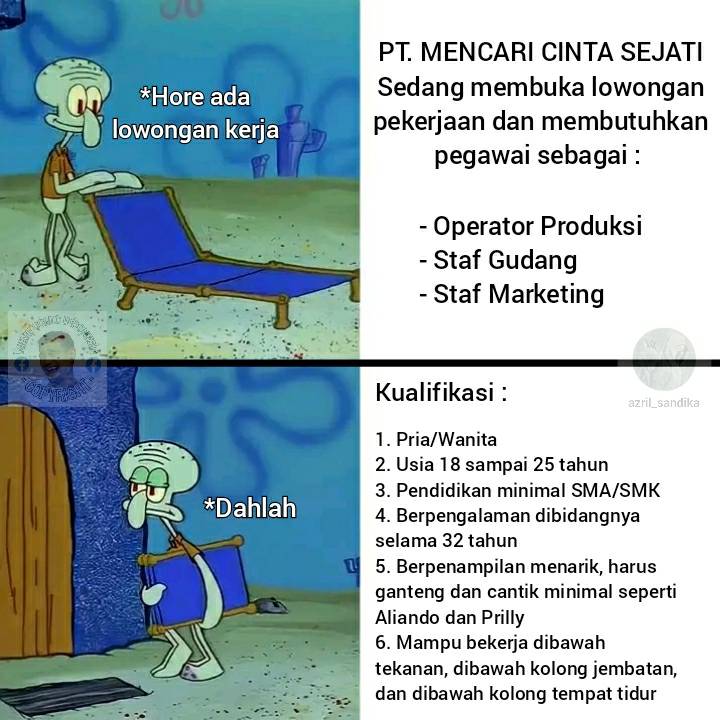 *Hore ada
lowongan kerja
PT. MENCARI CINTA SEJATI
Sedang membuka lowongan
pekerjaan dan membutuhkan
pegawai sebagai :
- Operator Produksi
- Staf Gudang
- Staf Marketing
azril_sandika
*Dahlah
Kualifikasi :
1. Pria/Wanita
2. Usia 18 sampai 25 tahun
3. Pendidikan minimal SMA/SMK
4. Berpengalaman dibidangnya
selama 32 tahun
5. Berpenampilan menarik, harus
ganteng dan cantik minimal seperti
Aliando dan Prilly
6. Mampu bekerja dibawah
tekanan, dibawah kolong jembatan,
dan dibawah kolong tempat tidur